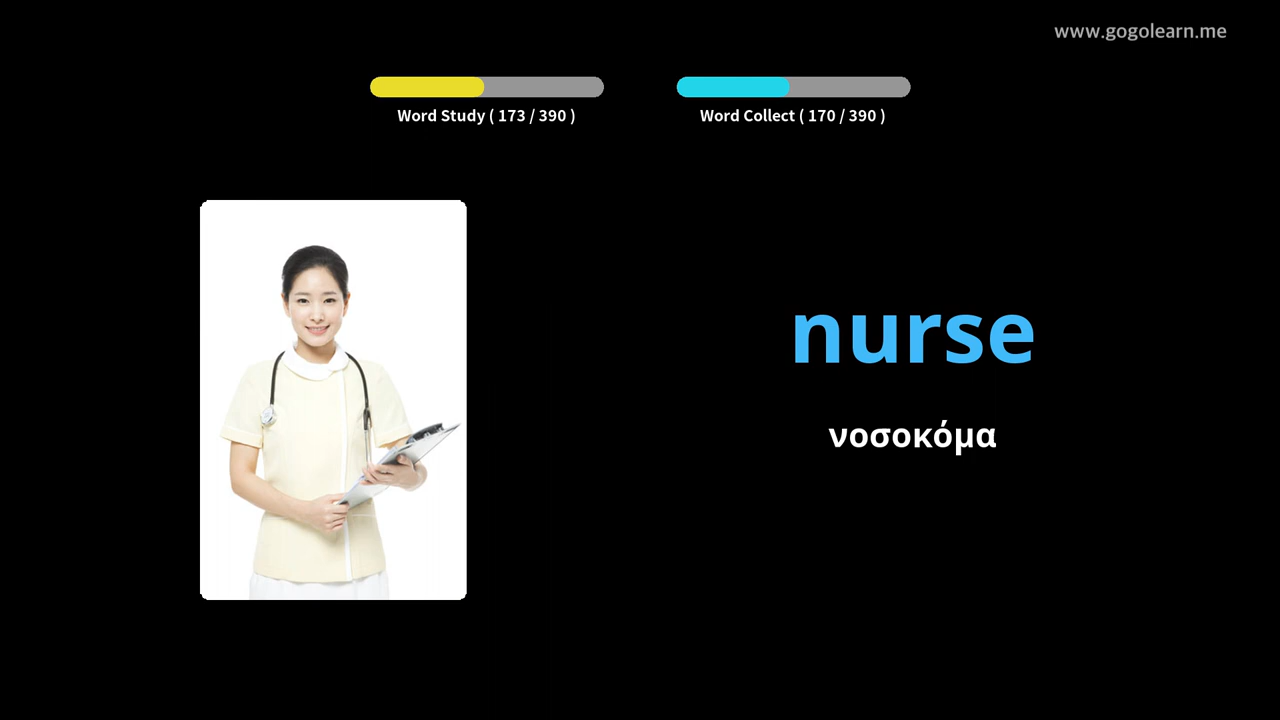 www.gogolearn.me
Word Study ( 173 / 390 )
Word Collect ( 170 / 390 )
nurse
νοσοκόμα